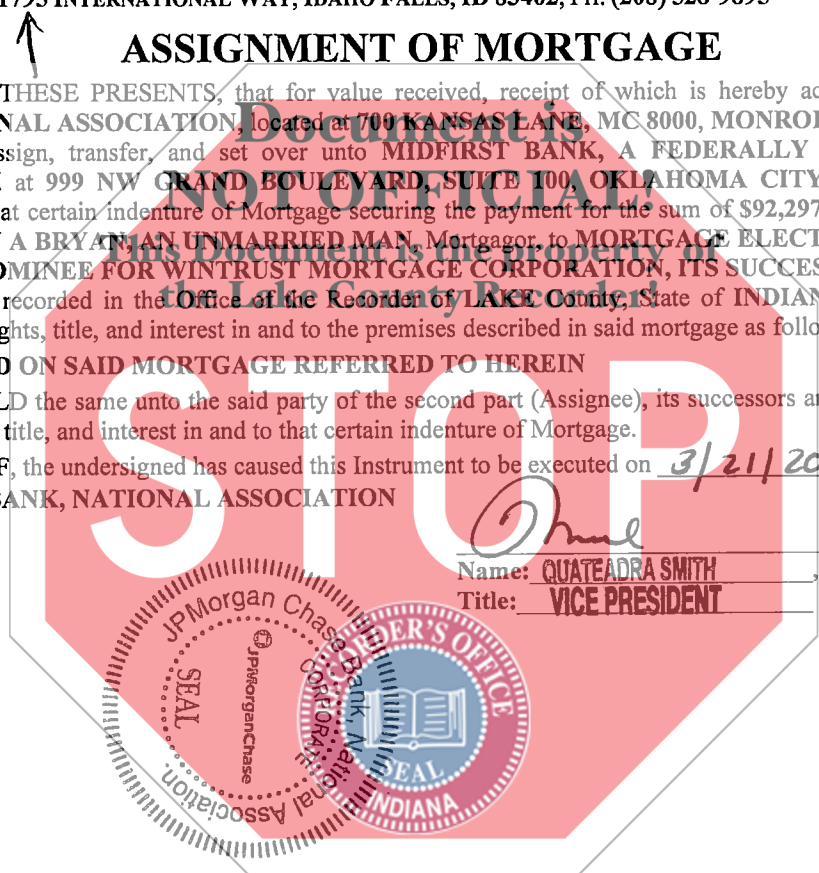 1795 INTERNATIONAL WAY, IDAHO FALLS, ID 83402, PH. (208) 528-9895
ASSIGNMENT OF MORTGAGE
THESE PRESENTS, that for value received, receipt of which is hereby ac
NAL ASSOCIATION, located at 700 KANSAS LANE, MC 8000, MONRO
ssign, transfer, and set over unto MIDFIRST BANK, A FEDERALLY
at 999 NW GRAND BOULEVARD, SUITE 100, OKLAHOMA CITY
at certain indenture of Mortgage securing the payment for the sum of $92,297
A BRYAN, AN UNMARRIED MAN, Mortgagor, to MORTGAGE ELECT
OMINEE FOR WINTRUST MORTGAGE CORPORATION, ITS SUCCES
recorded in the Office of the Recorder of LAKE County, State of INDIAN
ghts, title, and interest in and to the premises described in said mortgage as follo
D ON SAID MORTGAGE REFERRED TO HEREIN
LD the same unto the said party of the second part (Assignee), its successors a
title, and interest in and to that certain indenture of Mortgage.
F, the undersigned has caused this Instrument to be executed on 3/21/20
BANK, NATIONAL ASSOCIATION
Name: QUATEADRA SMITH
Title: VICE PRESIDENT
Document is
NOT OFFICIAL!
This Document is the property of
the Lake County Recorder!
STOP
JPMorgan Chase Bank, National Association
CORPORATE
JPMorganChase
SEAL
RECORDER'S OFFICE
SEAL
INDIANA